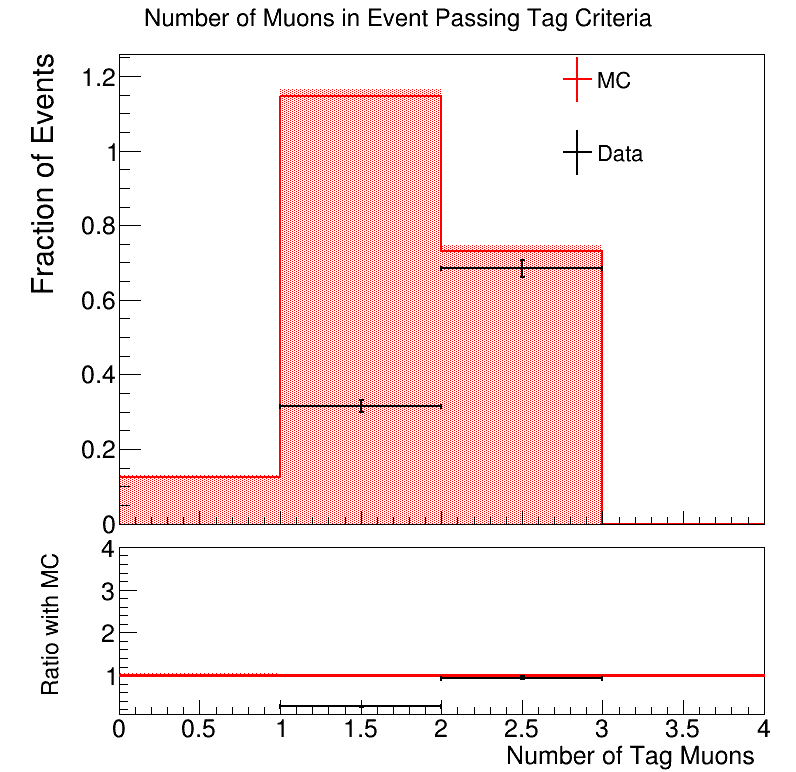 Number of Muons in Event Passing Tag Criteria
Fraction of Events
1.2
1
0.8
0.6
0.4
0.2
0
MC
Data
Ratio with MC
4
3
2
1
0 0.5 1 1.5 2 2.5 3 3.5 4
Number of Tag Muons